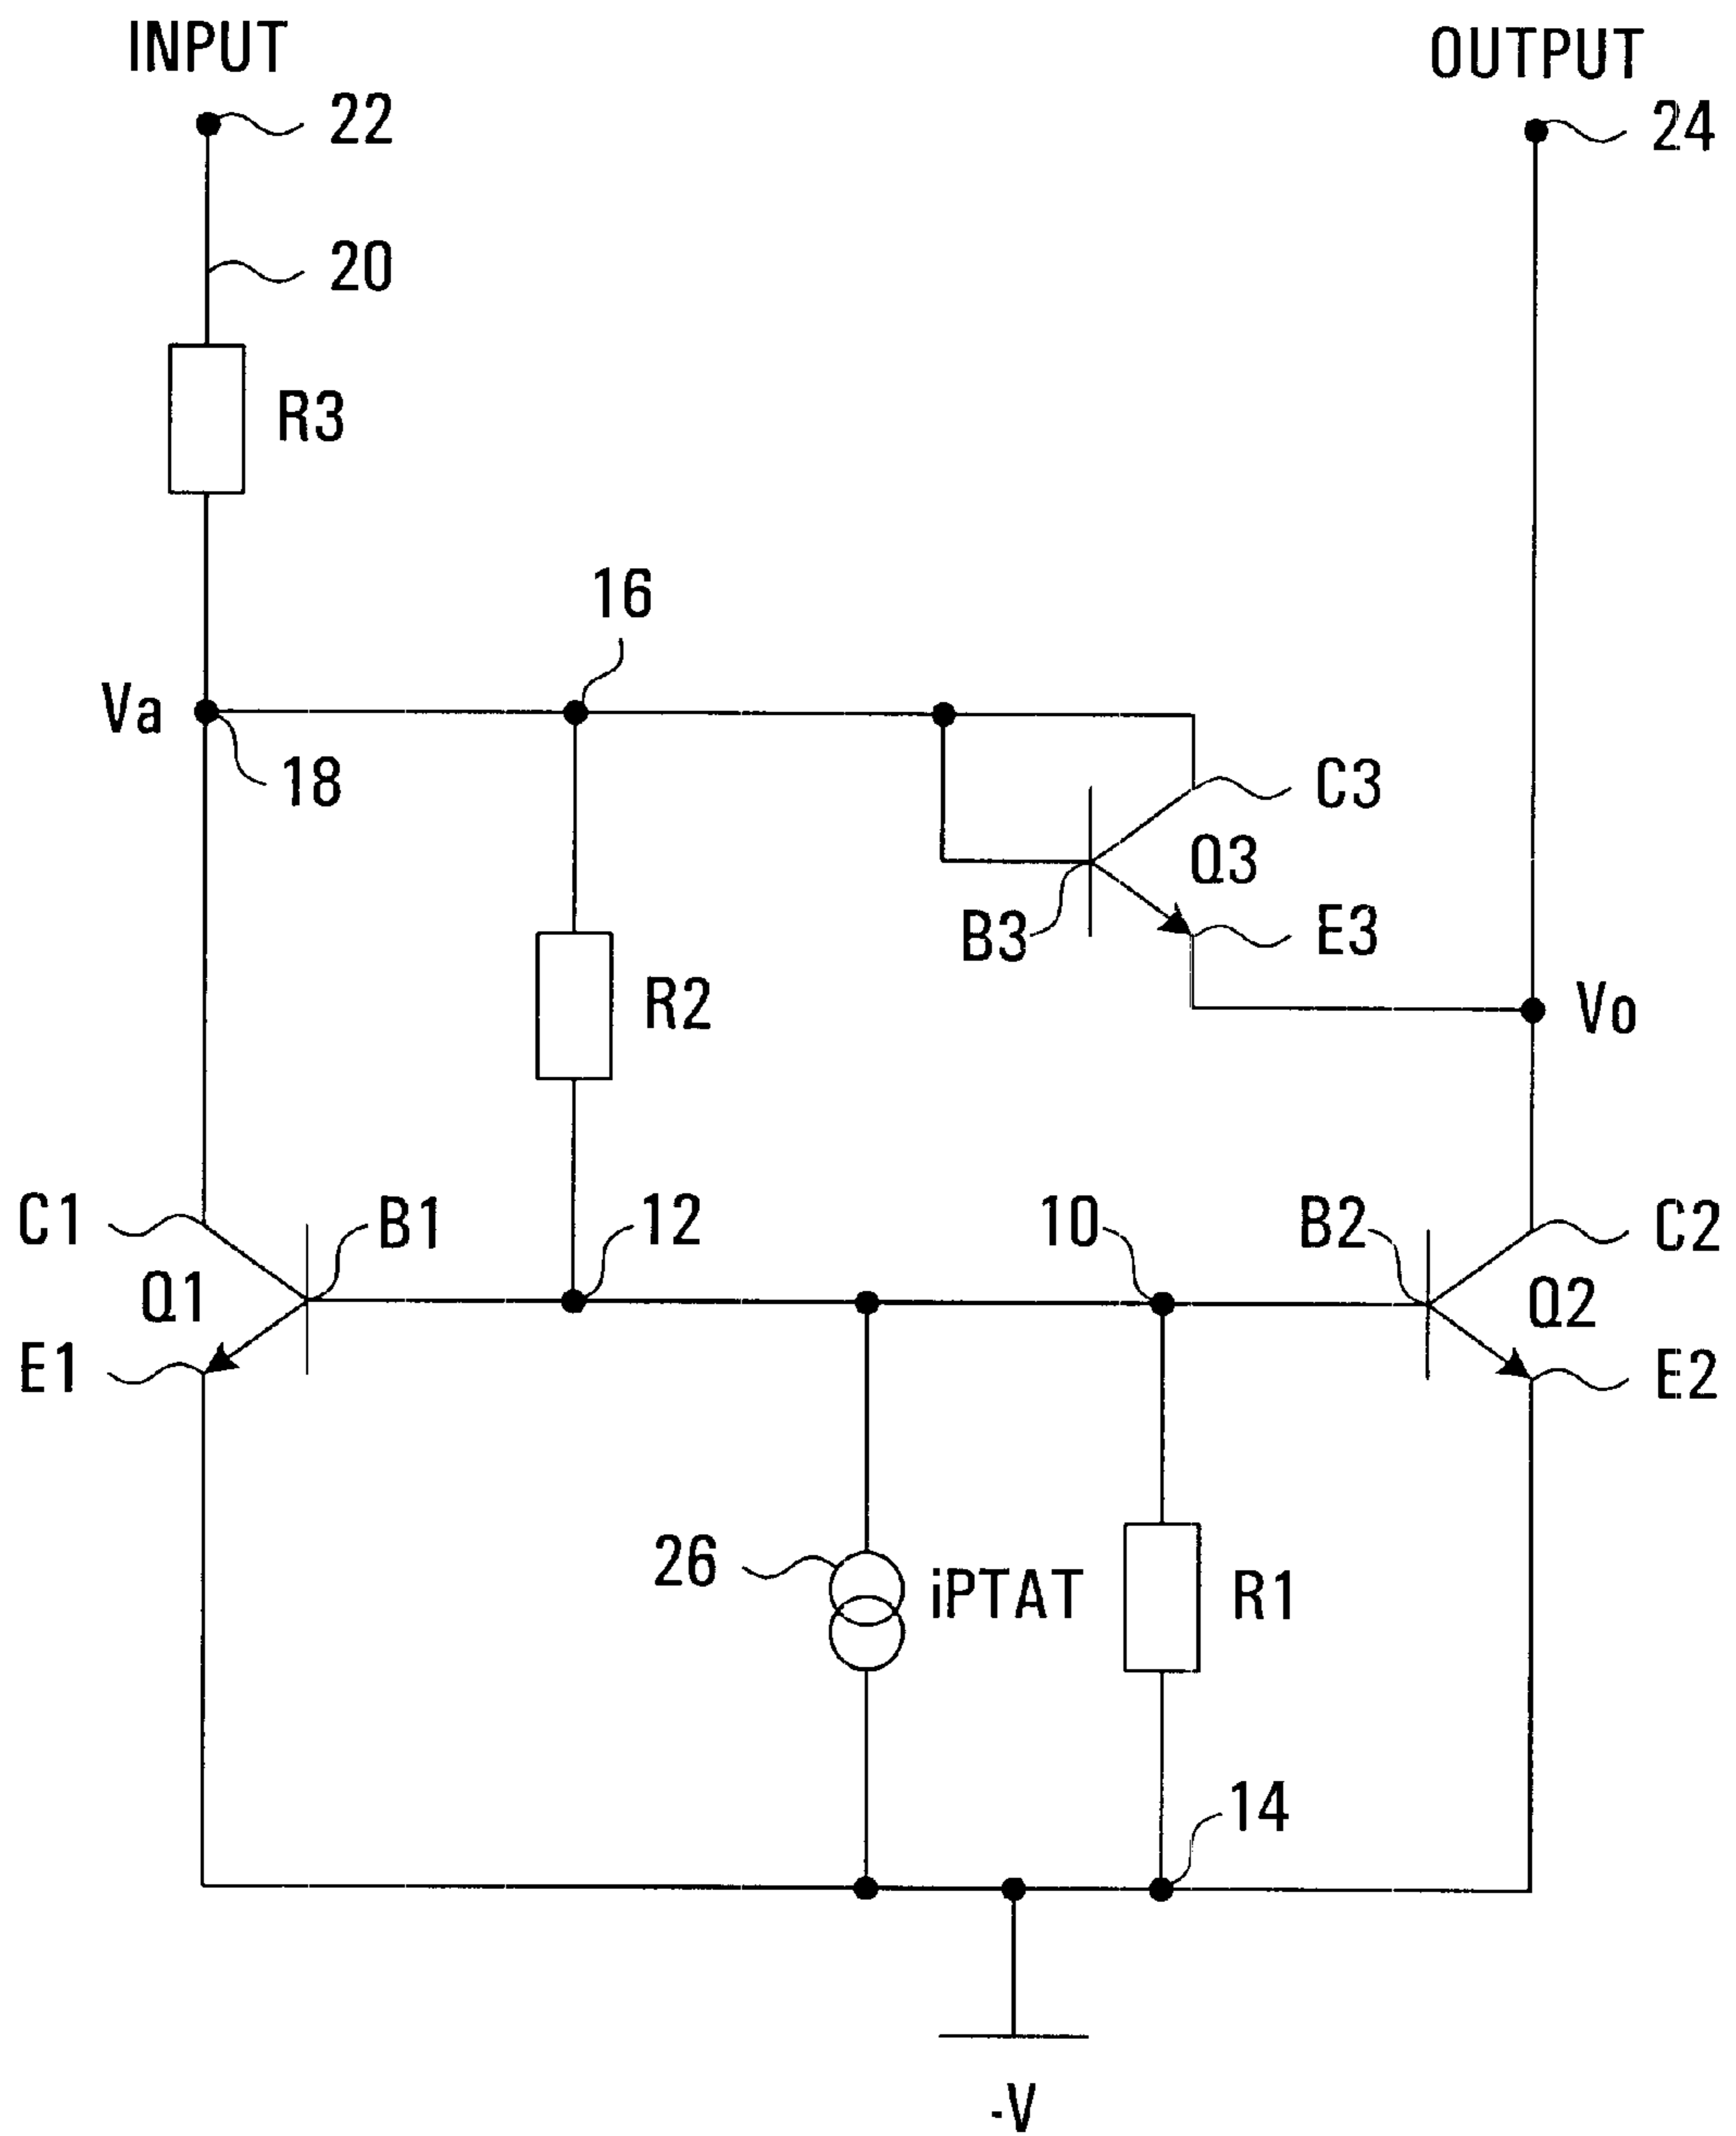 INPUT
OUTPUT
22
24
20
R3
16
Va
18
C3
Q3
B3
E3
R2
Vo
C1
B1
12
10
B2
C2
Q1
Q2
E1
E2
26
iPTAT
R1
14
-V